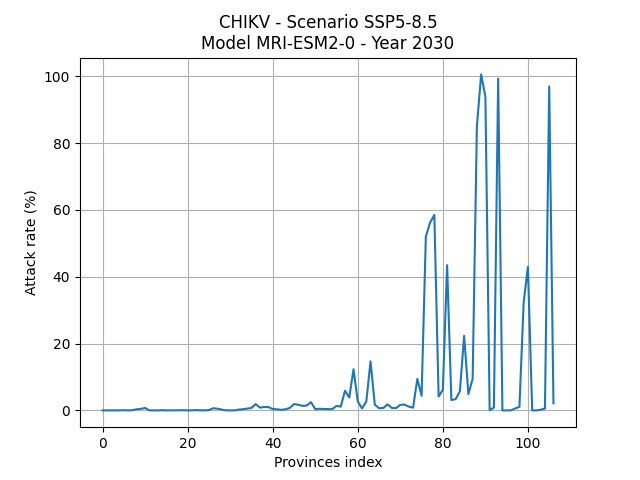 CHIKV - Scenario SSP5-8.5
Model MRI-ESM2-0 - Year 2030
Attack rate (%)
100
80
60
40
20
0
0 20 40 60 80 100
Provinces index